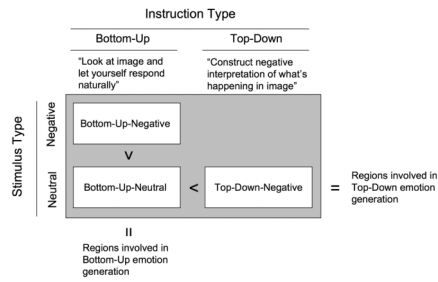 Instruction Type
Bottom-Up
Top-Down
“Look at image and
let yourself respond
naturally”
“Construct negative
interpretation of what’s
happening in image”
Stimulus Type
Negative
Neutral
Bottom-Up-Negative
>
Bottom-Up-Neutral
<
Top-Down-Negative
=
Regions involved in
Top-Down emotion
generation
=
Regions involved in
Bottom-Up emotion
generation